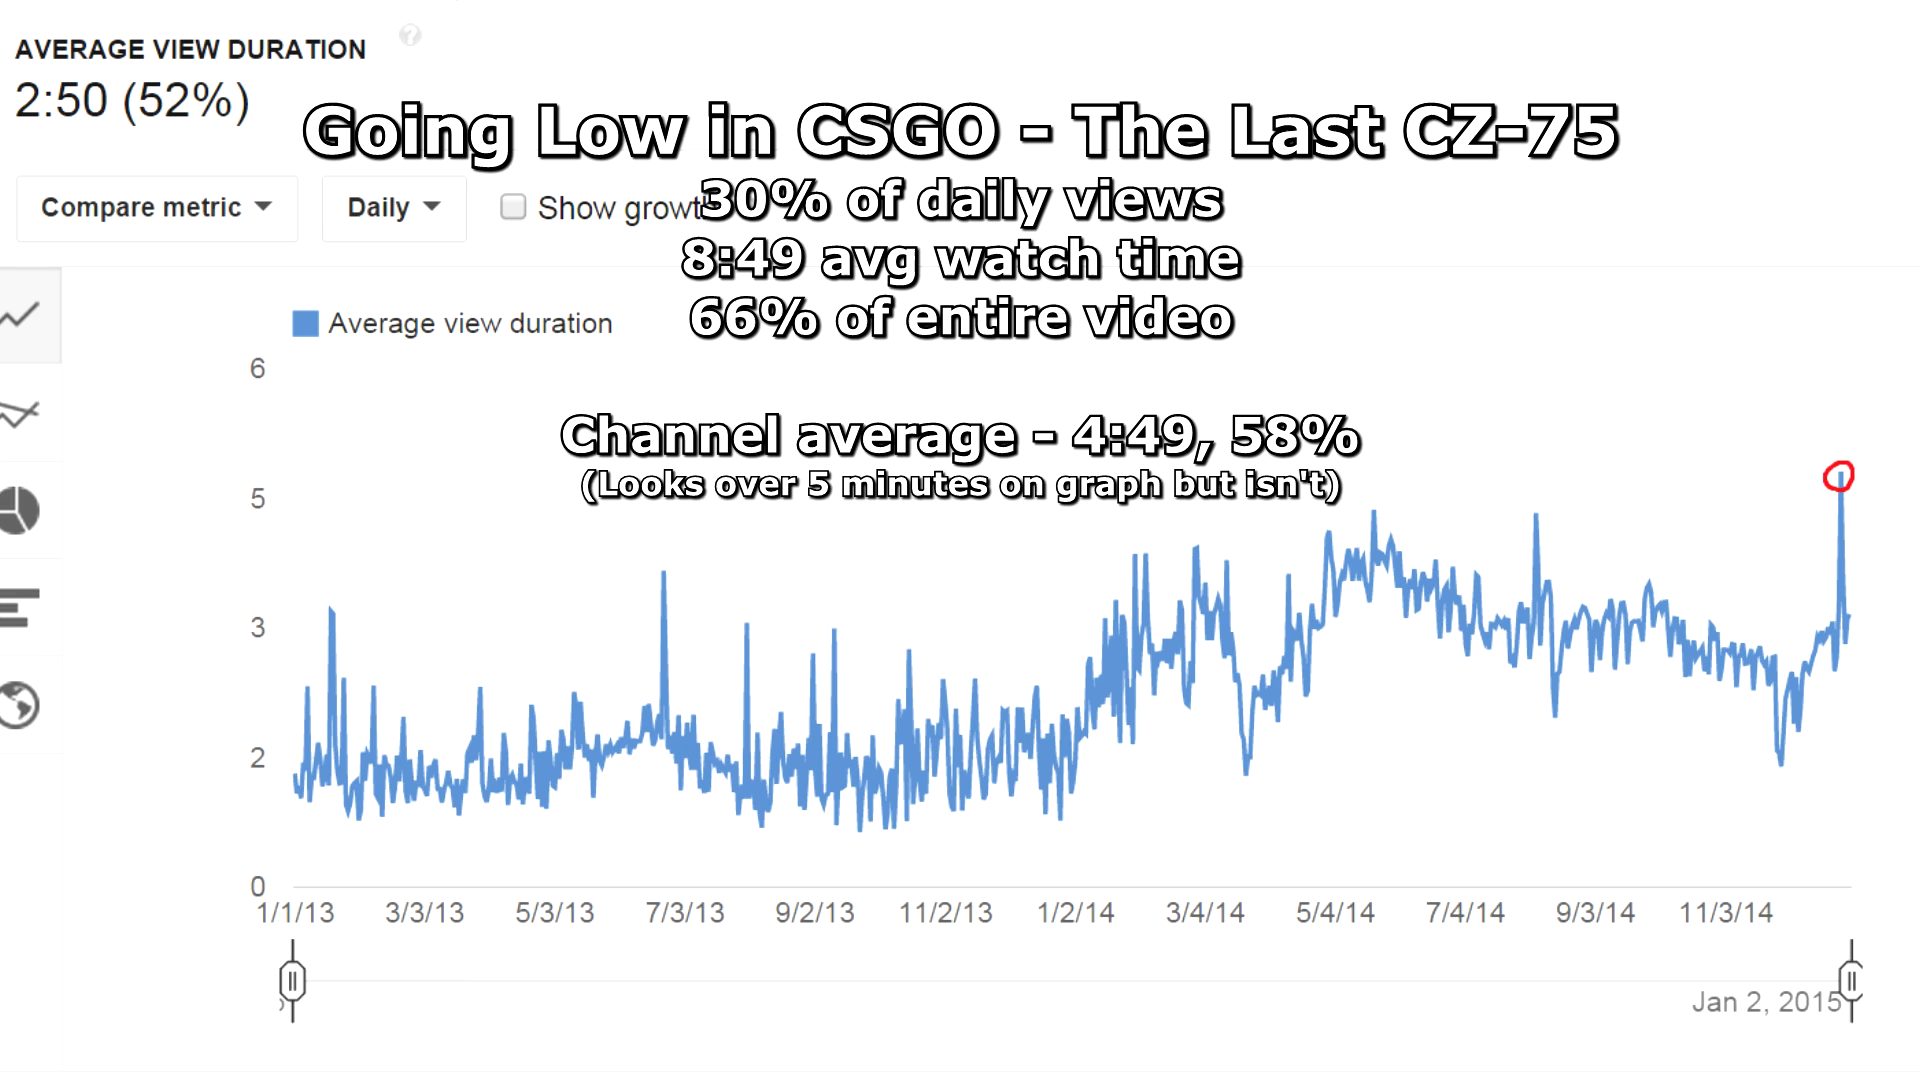 AVERAGE VIEW DURATION
2:50 (52%)
Going Low in CSGO - The Last CZ-75
Compare metric
Daily
Show growth
30% of daily views
8:49 avg watch time
66% of entire video
Average view duration
Channel average - 4:49, 58%
(Looks over 5 minutes on graph but isn't)
6
5
3
2
0
1/1/13 3/3/13 5/3/13 7/3/13 9/2/13 11/2/13 1/2/14 3/4/14 5/4/14 7/4/14 9/3/14 11/3/14
Jan 2, 2015